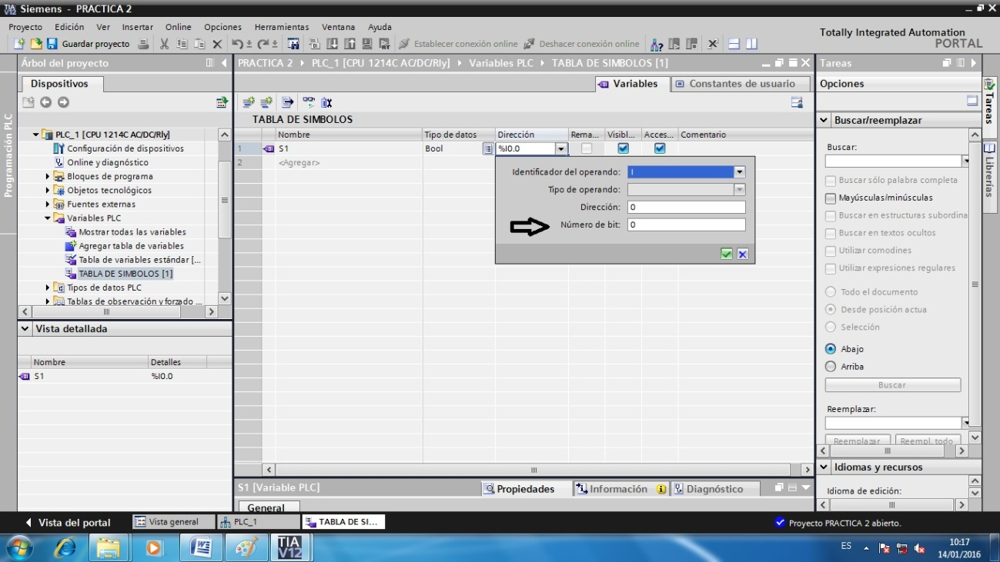 TIA V12 Siemens - PRACTICA 2
Proyecto Edición Ver Insertar Online Opciones Herramientas Ventana Ayuda
Guardar proyecto Establecer conexión online Deshacer conexión online
Totally Integrated Automation
PORTAL
Árbol del proyecto
PRACTICA 2 PLC_1 [CPU 1214C AC/DC/Rly] Variables PLC TABLA DE SIMBOLOS [1]
Tareas
Dispositivos
Variables Constantes de usuario
Opciones
Programación PLC
PLC_1 [CPU 1214C AC/DC/Rly]
Configuración de dispositivos
Online y diagnóstico
Bloques de programa
Objetos tecnológicos
Fuentes externas
Variables PLC
Mostrar todas las variables
Agregar tabla de variables
Tabla de variables estándar [...
TABLA DE SIMBOLOS [1]
Tipos de datos PLC
Tablas de observación y forzado ...
Vista detallada
Nombre Detalles
S1 %I0.0
TABLA DE SIMBOLOS
Nombre Tipo de datos Dirección Rema... Visibl... Acces... Comentario
1 S1 Bool %I0.0
2 <Agregar>
Identificador del operando: I
Tipo de operando:
Dirección: 0
Número de bit: 0
S1 [Variable PLC]
Propiedades Información Diagnóstico
General
Buscar/reemplazar
Buscar:
Buscar sólo palabra completa
Mayúsculas/minúsculas
Buscar en estructuras subordina
Buscar en textos ocultos
Utilizar comodines
Utilizar expresiones regulares
Todo el documento
Desde posición actua
Selección
Abajo
Arriba
Buscar
Reemplazar:
Reemplazar Reempl. todo
Idiomas y recursos
Idioma de edición:
Tareas
Librerías
Vista del portal Vista general PLC_1 TABLA DE SI... Proyecto PRACTICA 2 abierto.
TIA V12
ES
10:17
14/01/2016